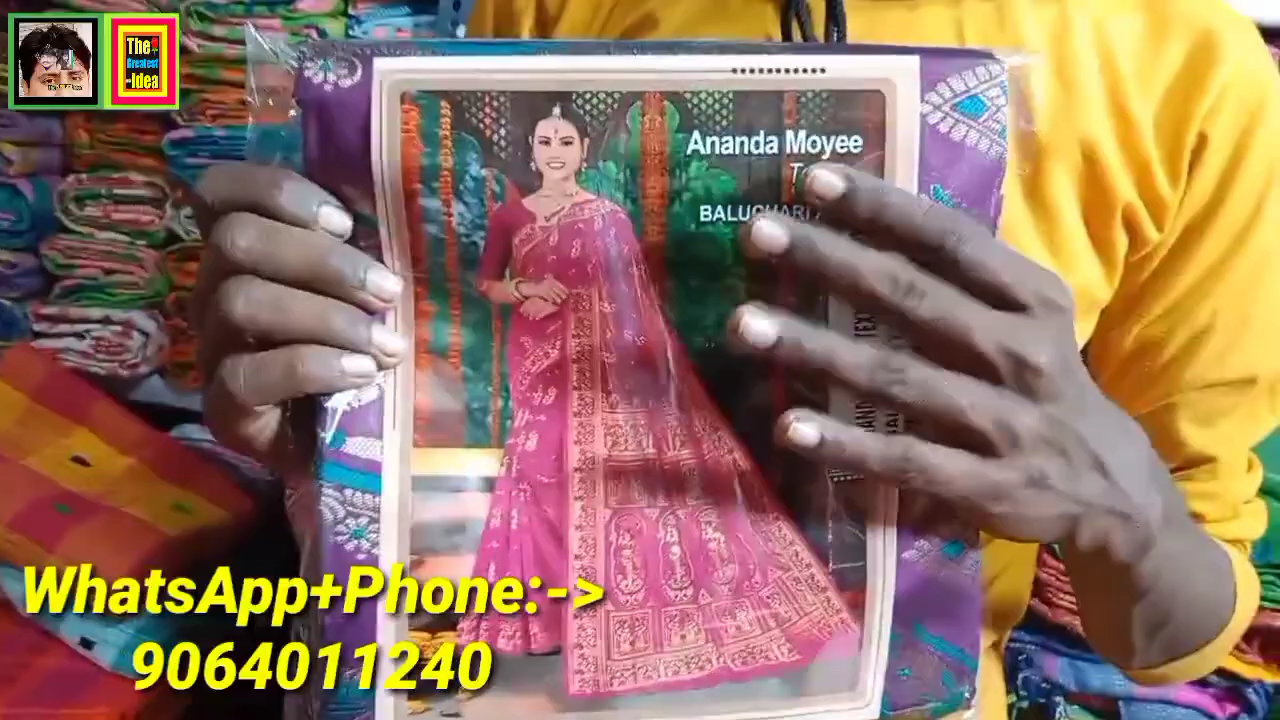 The
Greatest
-Idea
Ananda Moyee
BALUCHARI
WhatsApp+Phone:->
9064011240